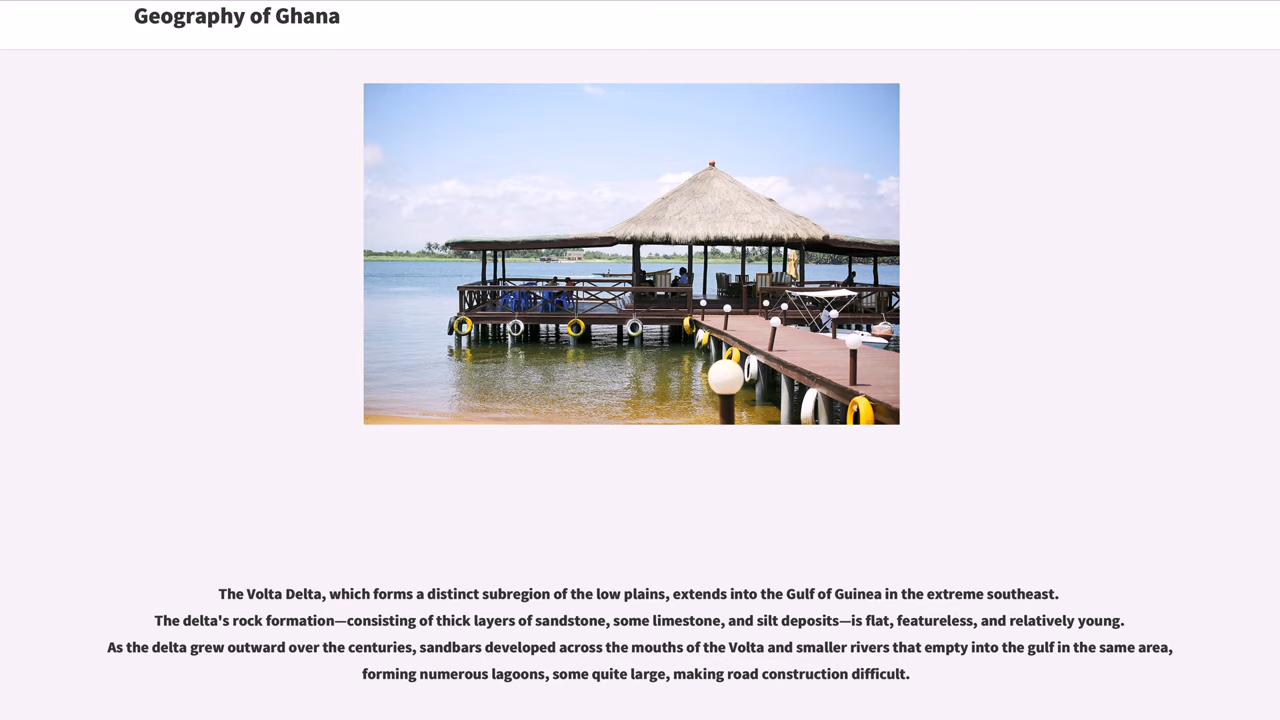 Geography of Ghana
The Volta Delta, which forms a distinct subregion of the low plains, extends into the Gulf of Guinea in the extreme southeast.
The delta's rock formation—consisting of thick layers of sandstone, some limestone, and silt deposits—is flat, featureless, and relatively young.
As the delta grew outward over the centuries, sandbars developed across the mouths of the Volta and smaller rivers that empty into the gulf in the same area,
forming numerous lagoons, some quite large, making road construction difficult.